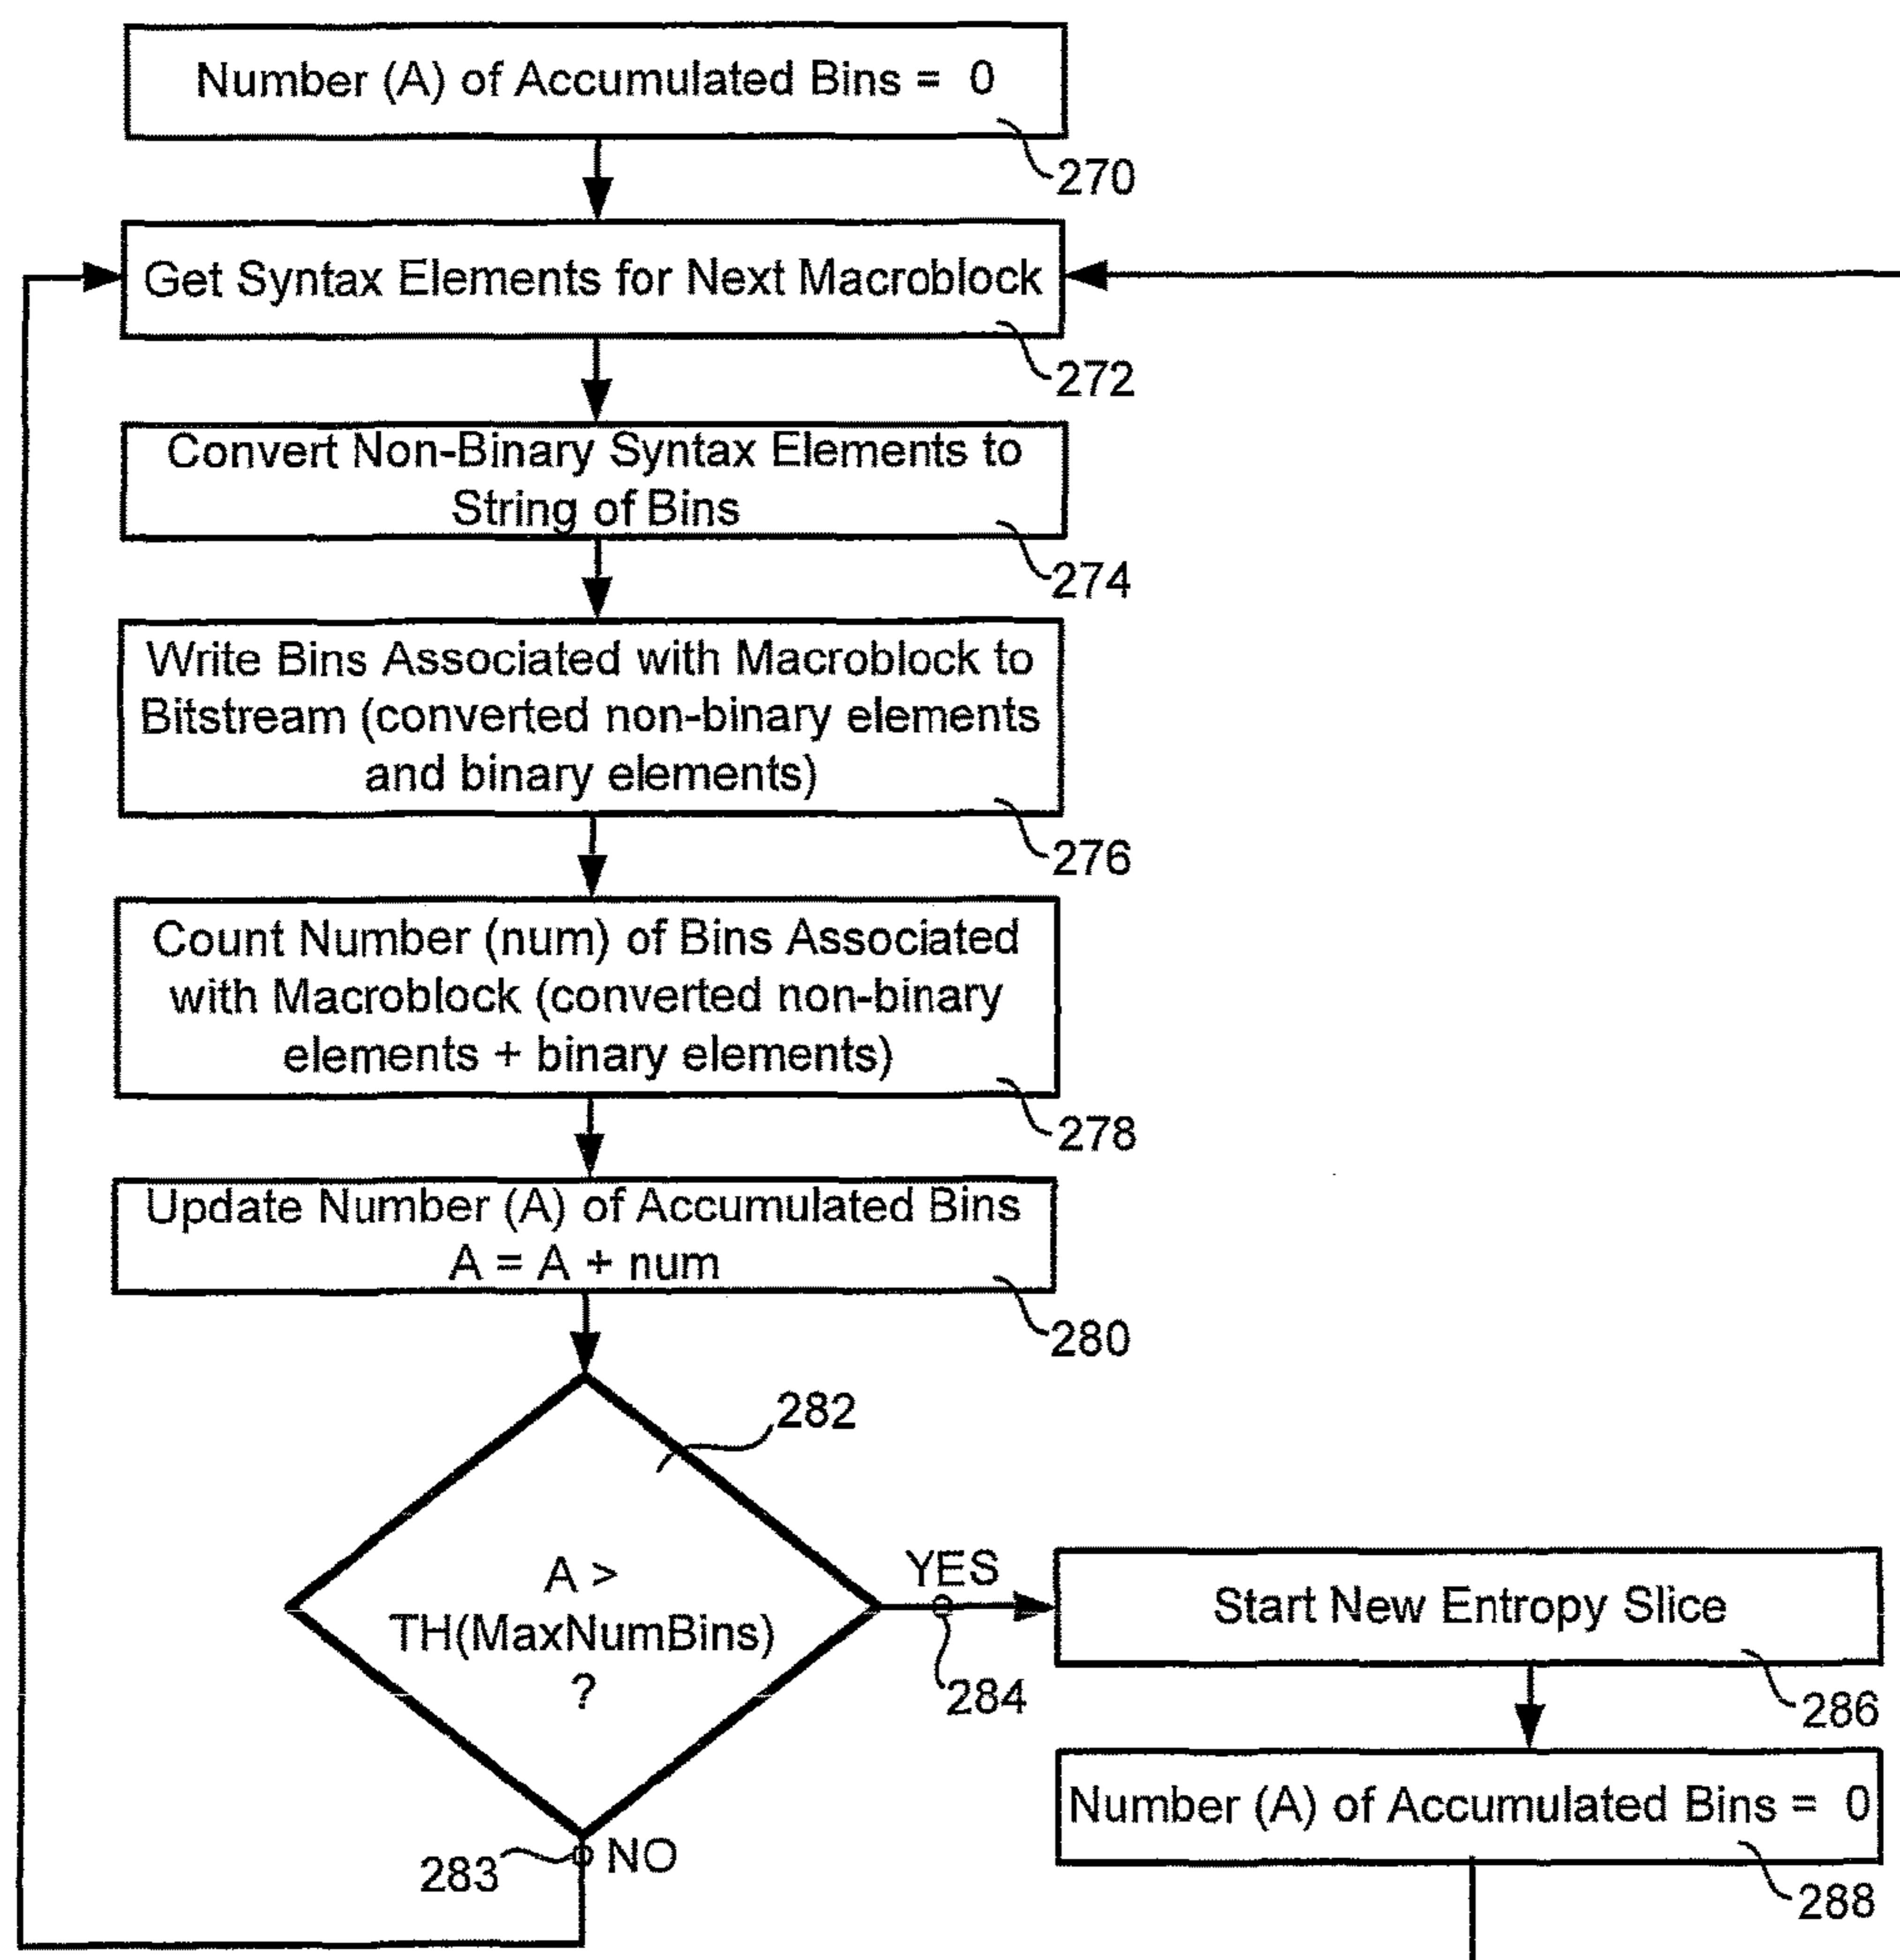 Number (A) of Accumulated Bins = 0
270
Get Syntax Elements for Next Macroblock
272
Convert Non-Binary Syntax Elements to
String of Bins
274
Write Bins Associated with Macroblock to
Bitstream (converted non-binary elements
and binary elements)
276
Count Number (num) of Bins Associated
with Macroblock (converted non-binary
elements + binary elements)
278
Update Number (A) of Accumulated Bins
A = A + num
280
282
A >
TH(MaxNumBins)
?
YES
284
Start New Entropy Slice
286
Number (A) of Accumulated Bins = 0
288
283
NO